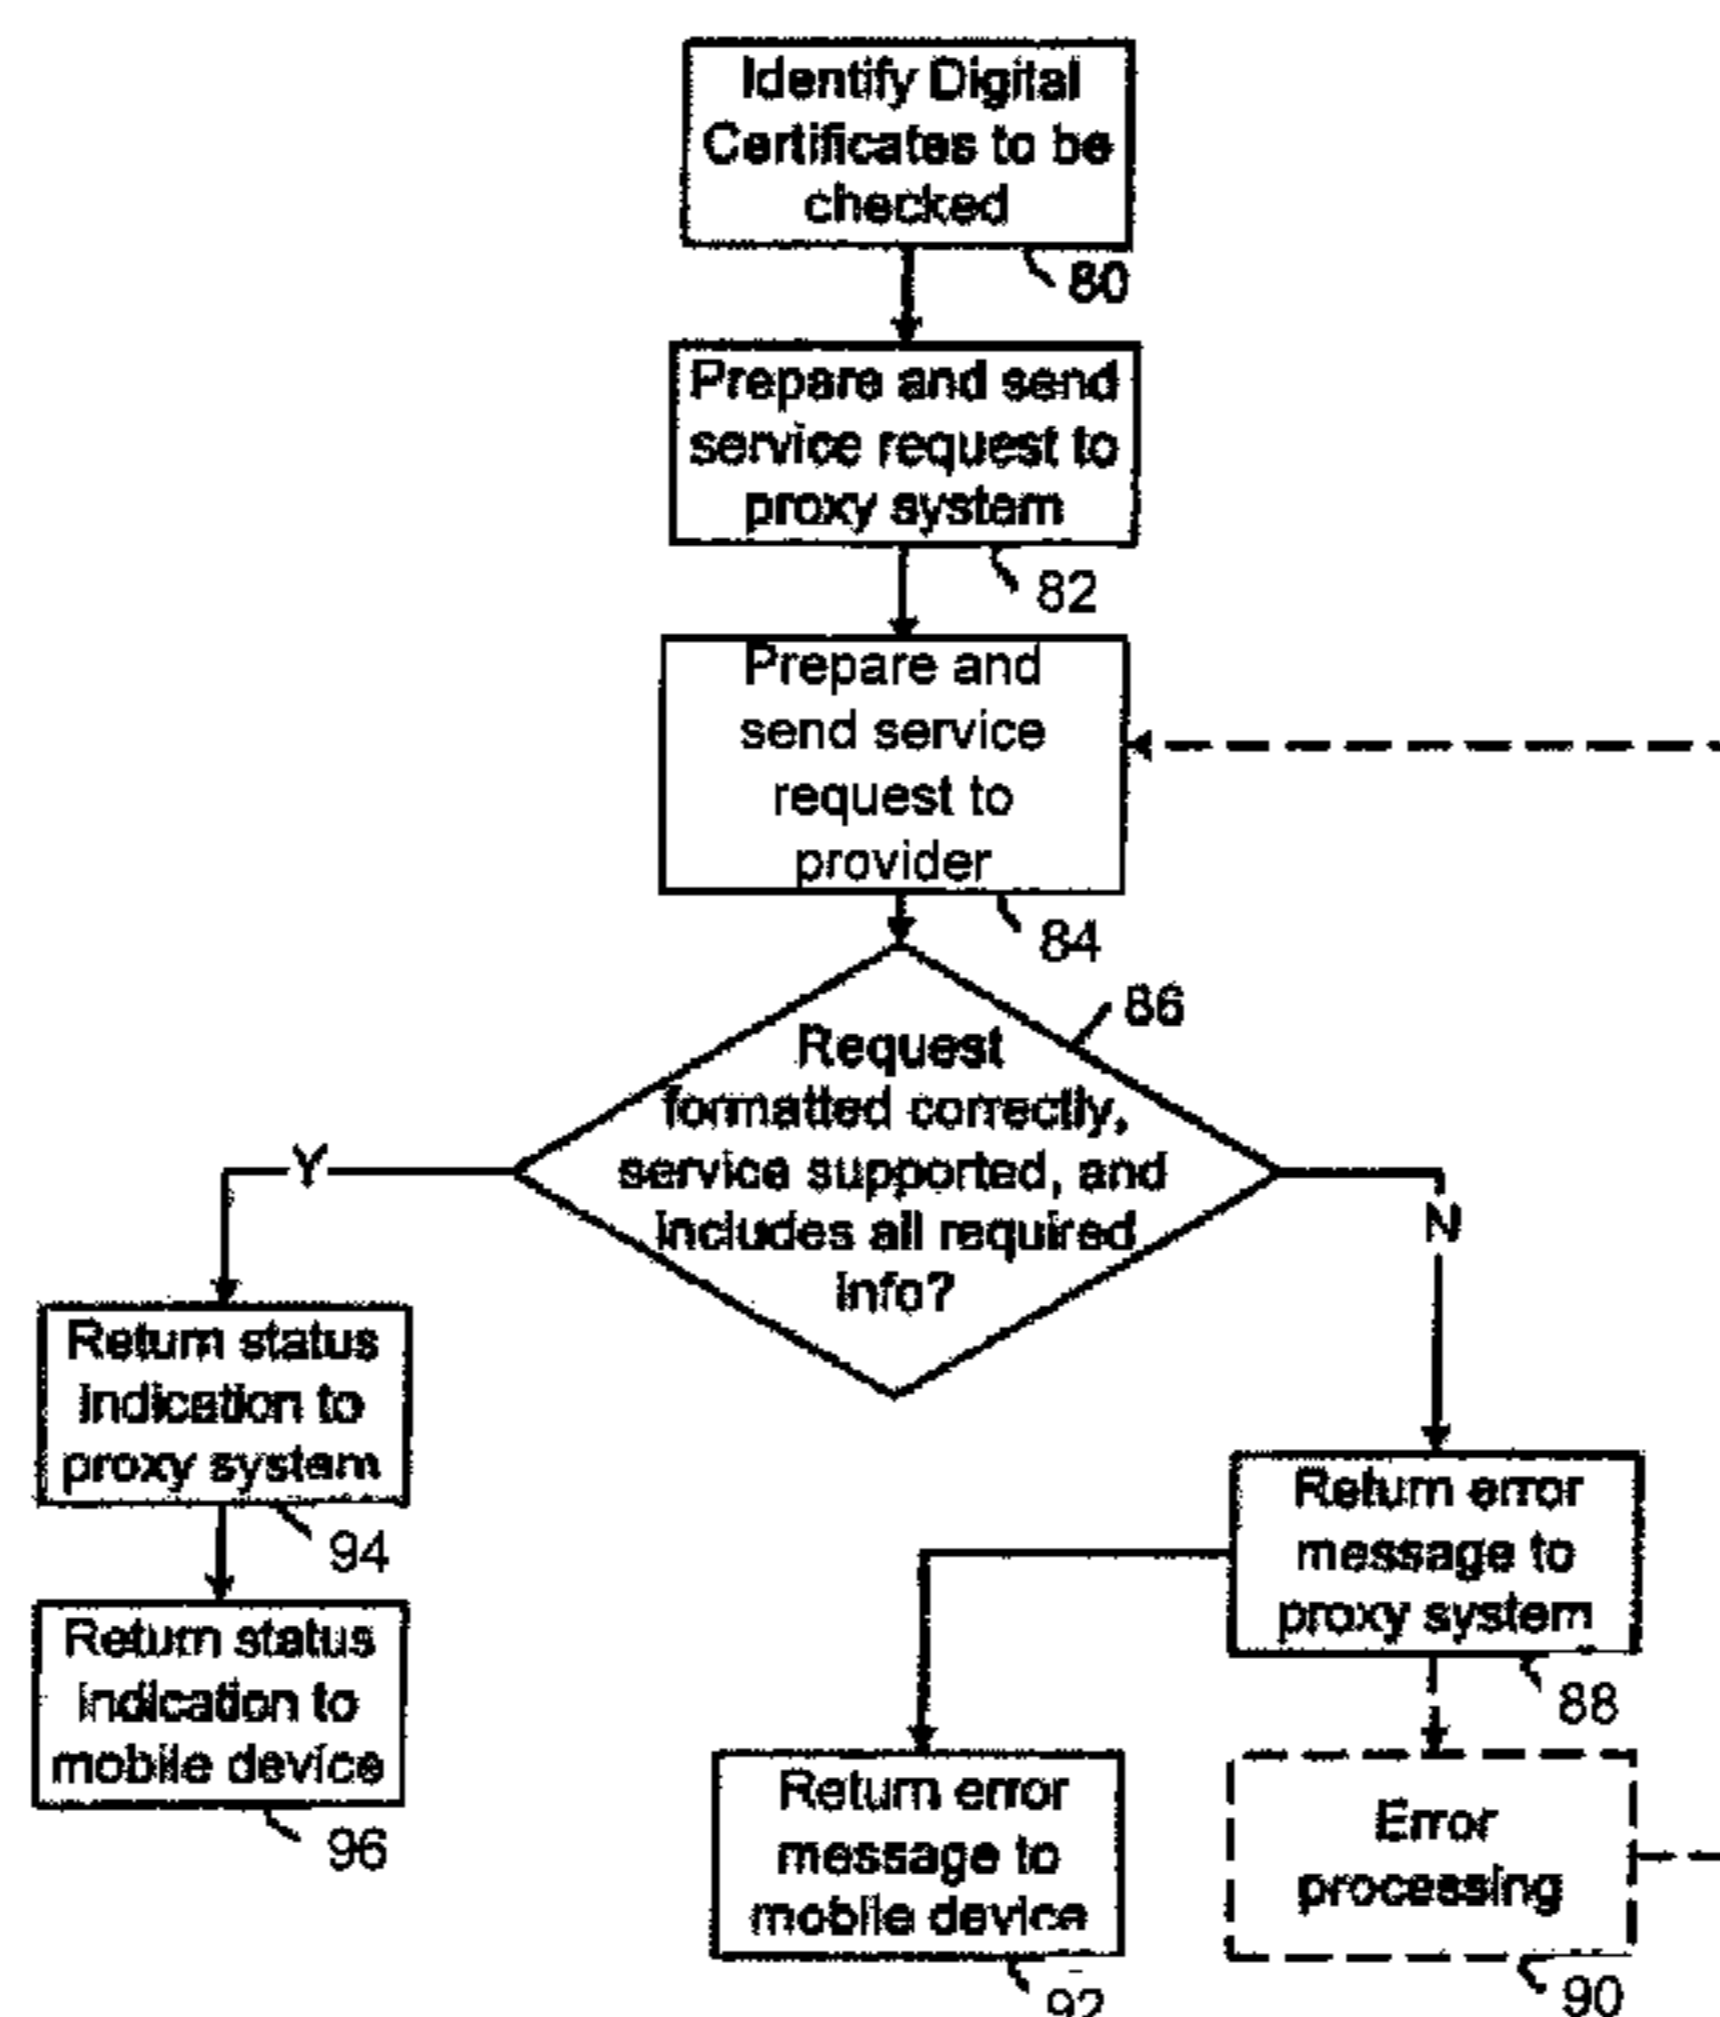 Identify Digital
Certificates to be
checked
80
Prepare and send
service request to
proxy system
82
Prepare and
send service
request to
provider
84
86
Request
formatted correctly,
service supported, and
includes all required
info?
Y
N
Return status
indication to
proxy system
94
Return status
indication to
mobile device
96
Return error
message to
proxy system
88
Return error
message to
mobile device
92
Error
processing
90